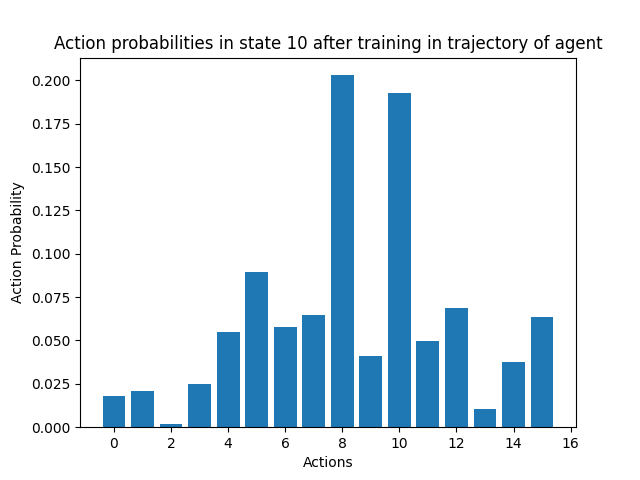 Action probabilities in state 10 after training in trajectory of agent
0.200
0.175
0.150
0.125
0.100
0.075
0.050
0.025
0.000
Action Probability
0 2 4 6 8 10 12 14 16
Actions